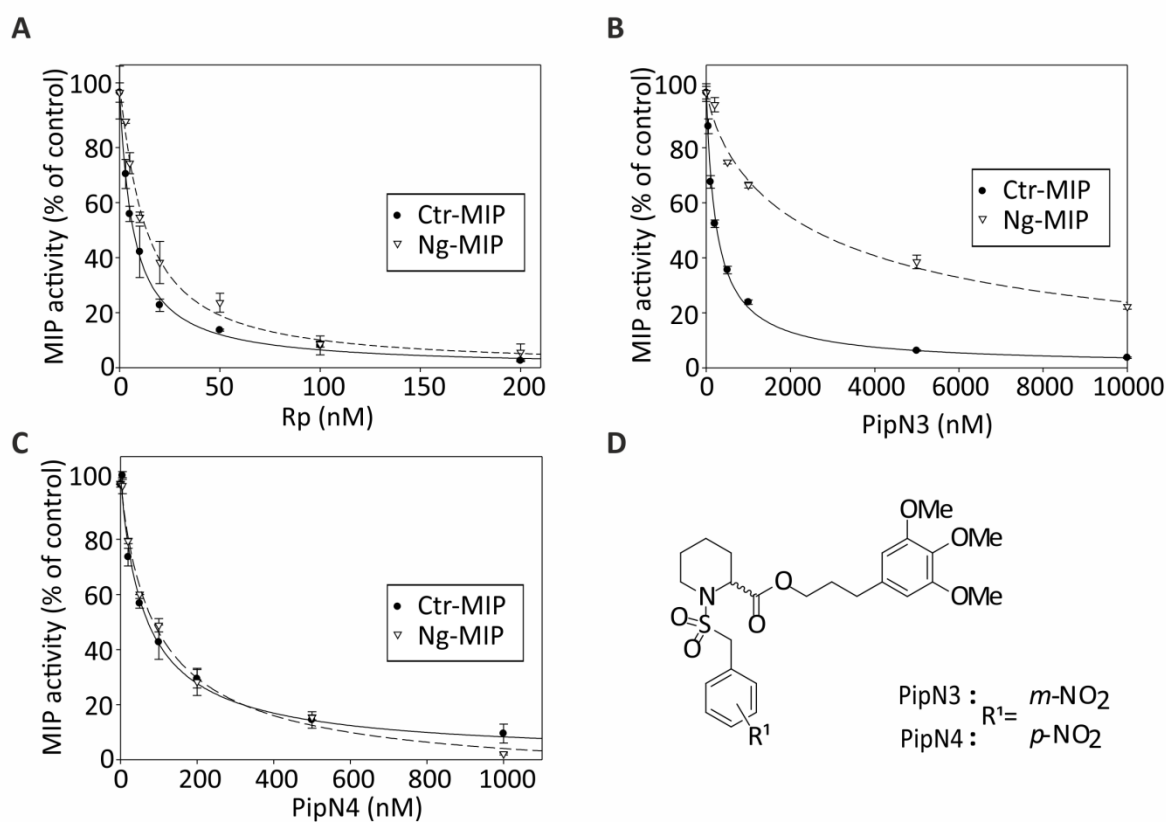 A
MIP activity (% of control)
100
80
60
40
20
0
Ctr-MIP
Ng-MIP
0 50 100 150 200
Rp (nM)
B
MIP activity (% of control)
100
80
60
40
20
0
Ctr-MIP
Ng-MIP
0 2000 4000 6000 8000 10000
PipN3 (nM)
C
MIP activity (% of control)
100
80
60
40
20
0
Ctr-MIP
Ng-MIP
0 200 400 600 800 1000
PipN4 (nM)
D
OMe
OMe
O
N
OMe
O
S
O
O
R¹
PipN3 : R¹= m-NO₂
PipN4 : p-NO₂